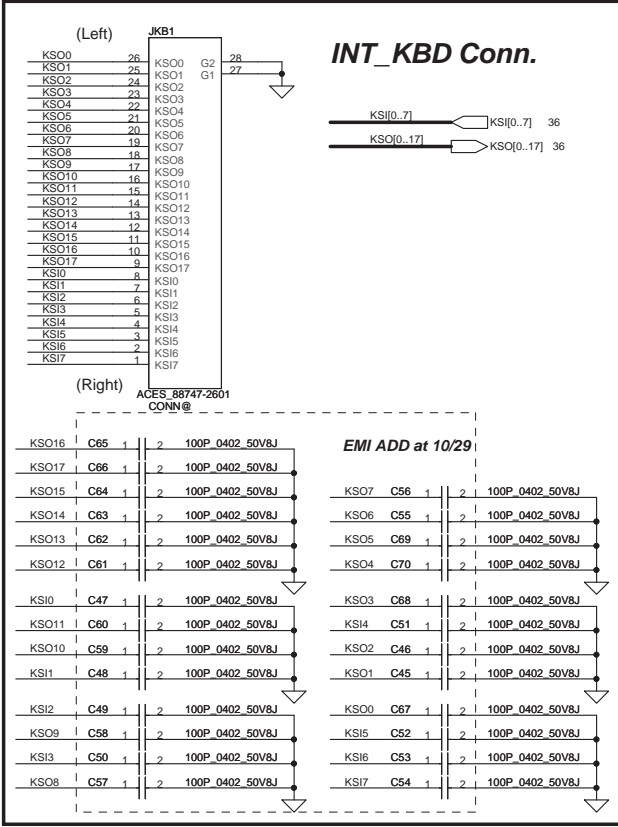 (Left)
JKB1
INT_KBD Conn.
KSO0 26 KSO0 G2 28
KSO1 25 KSO1 G1 27
KSO2 24 KSO2
KSO3 23 KSO3
KSO4 22 KSO4
KSO5 21 KSO5
KSO6 20 KSO6
KSO7 19 KSO7
KSO8 18 KSO8
KSO9 17 KSO9
KSO10 16 KSO10
KSO11 15 KSO11
KSO12 14 KSO12
KSO13 13 KSO13
KSO14 12 KSO14
KSO15 11 KSO15
KSO16 10 KSO16
KSO17 9 KSO17
KSI0 8 KSI0
KSI1 7 KSI1
KSI2 6 KSI2
KSI3 5 KSI3
KSI4 4 KSI4
KSI5 3 KSI5
KSI6 2 KSI6
KSI7 1 KSI7
KSI[0..7] KSI[0..7] 36
KSO[0..17] KSO[0..17] 36
(Right)
ACES_88747-2601
CONN@
EMI ADD at 10/29
KSO16 C65 1 2 100P_0402_50V8J
KSO17 C66 1 2 100P_0402_50V8J
KSO15 C64 1 2 100P_0402_50V8J
KSO14 C63 1 2 100P_0402_50V8J
KSO13 C62 1 2 100P_0402_50V8J
KSO12 C61 1 2 100P_0402_50V8J
KSI0 C47 1 2 100P_0402_50V8J
KSO11 C60 1 2 100P_0402_50V8J
KSO10 C59 1 2 100P_0402_50V8J
KSI1 C48 1 2 100P_0402_50V8J
KSI2 C49 1 2 100P_0402_50V8J
KSO9 C58 1 2 100P_0402_50V8J
KSI3 C50 1 2 100P_0402_50V8J
KSO8 C57 1 2 100P_0402_50V8J
KSO7 C56 1 2 100P_0402_50V8J
KSO6 C55 1 2 100P_0402_50V8J
KSO5 C69 1 2 100P_0402_50V8J
KSO4 C70 1 2 100P_0402_50V8J
KSO3 C68 1 2 100P_0402_50V8J
KSI4 C51 1 2 100P_0402_50V8J
KSO2 C46 1 2 100P_0402_50V8J
KSO1 C45 1 2 100P_0402_50V8J
KSO0 C67 1 2 100P_0402_50V8J
KSI5 C52 1 2 100P_0402_50V8J
KSI6 C53 1 2 100P_0402_50V8J
KSI7 C54 1 2 100P_0402_50V8J